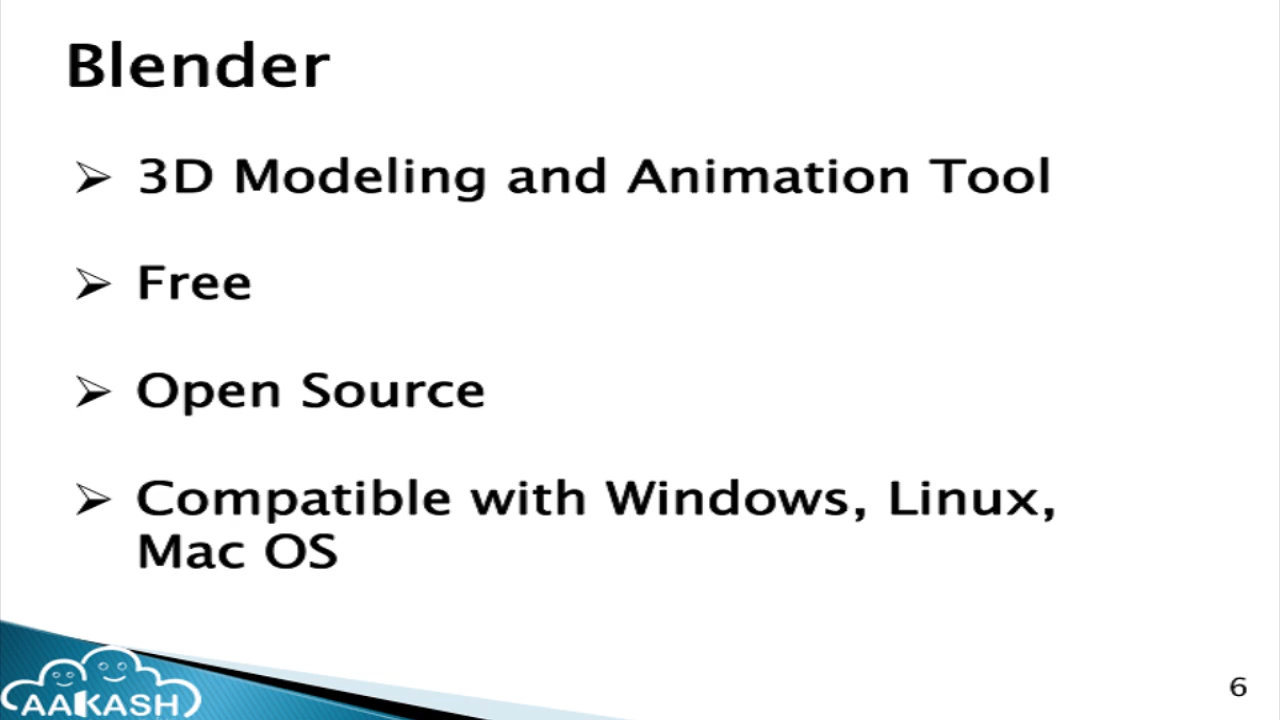 Blender
➢ 3D Modeling and Animation Tool
➢ Free
➢ Open Source
➢ Compatible with Windows, Linux,
Mac OS
AAKASH
6